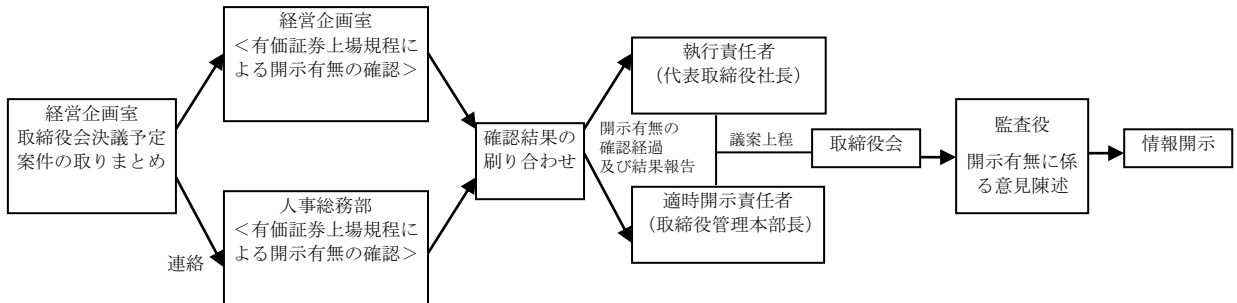 経営企画室
取締役会決議予定
案件の取りまとめ
経営企画室
<有価証券上場規程に
よる開示有無の確認>
連絡
人事総務部
<有価証券上場規程に
よる開示有無の確認>
確認結果の
刷り合わせ
開示有無の
確認経過
及び結果報告
執行責任者
(代表取締役社長)
適時開示責任者
(取締役管理本部長)
議案上程
取締役会
監査役
開示有無に係
る意見陳述
情報開示